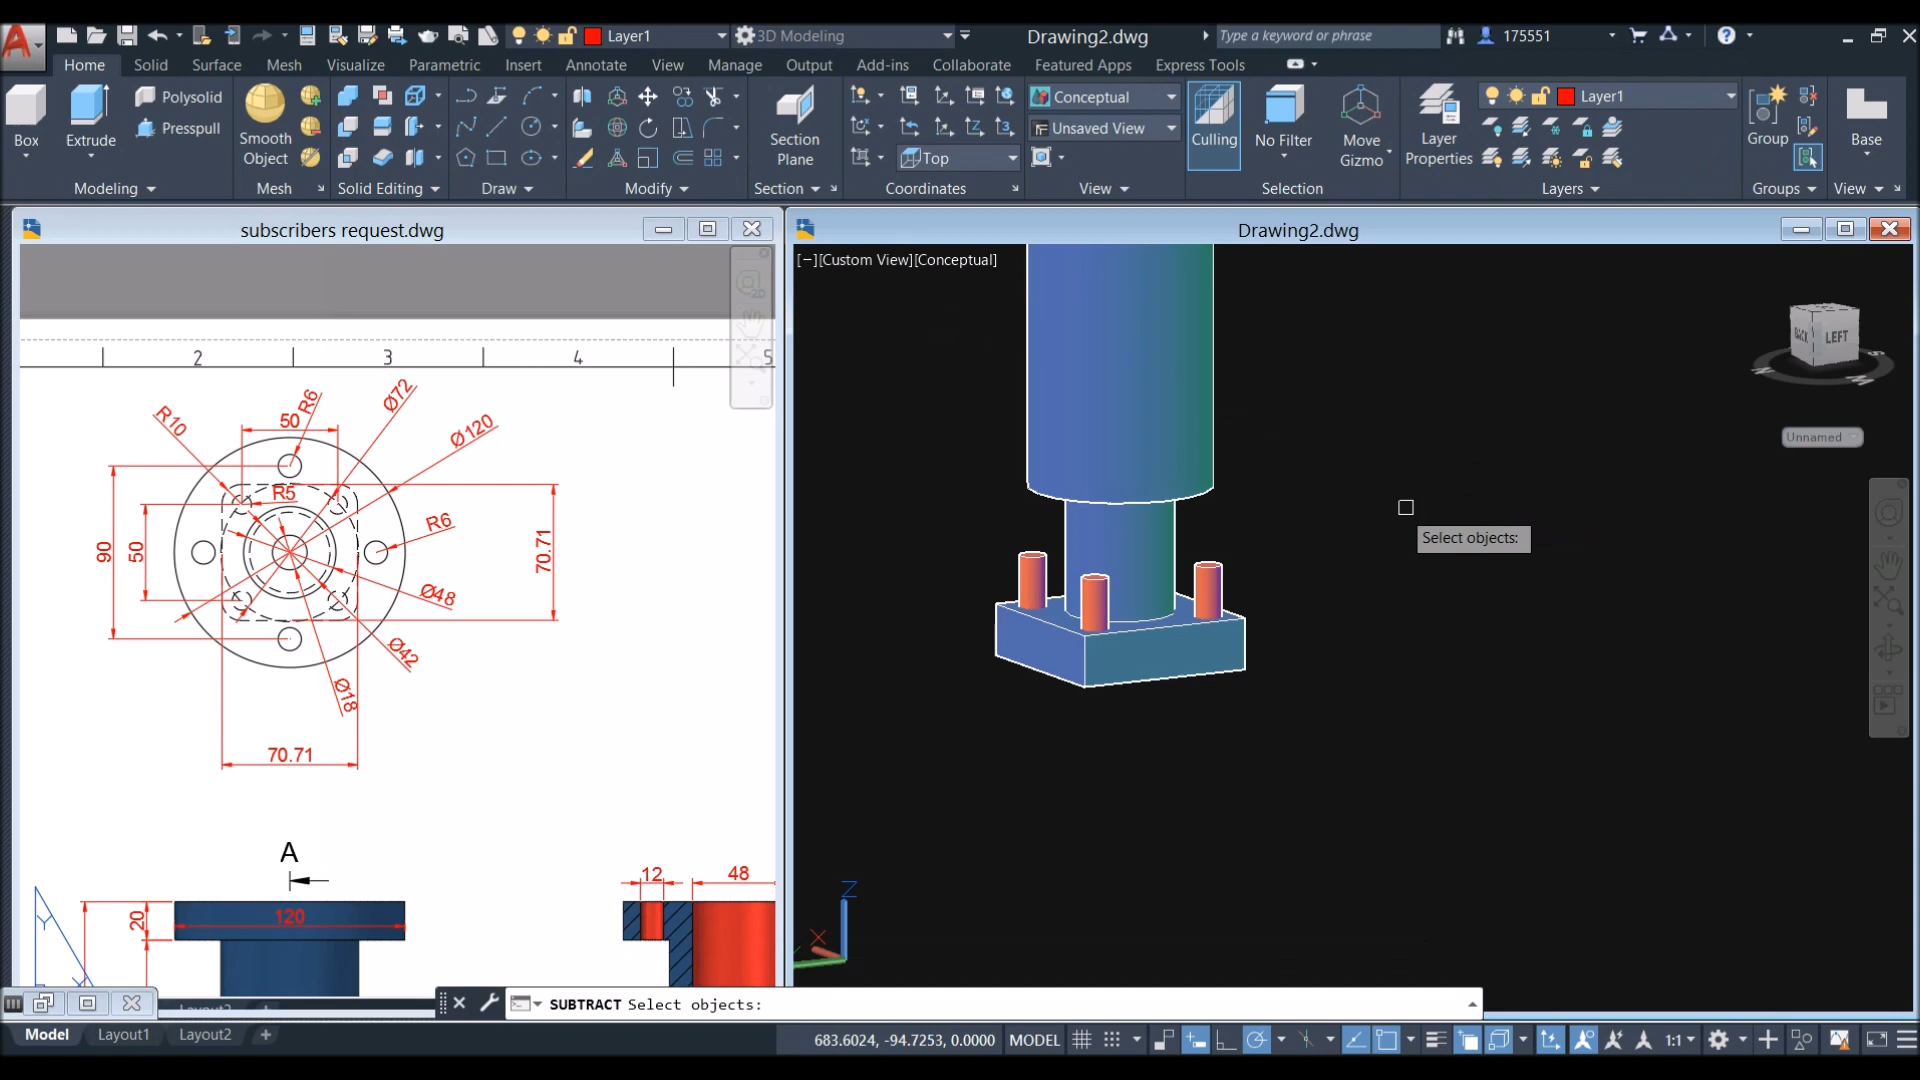 Layer1
3D Modeling
Drawing2.dwg
Type a keyword or phrase
175551
Home
Solid
Surface
Mesh
Visualize
Parametric
Insert
Annotate
View
Manage
Output
Add-ins
Collaborate
Featured Apps
Express Tools
Box
Extrude
Polysolid
Presspull
Smooth
Object
Section
Plane
Top
Conceptual
Unsaved View
Culling
No Filter
Move
Gizmo
Layer
Properties
Layer1
Group
Base
Modeling
Mesh
Solid Editing
Draw
Modify
Section
Coordinates
View
Selection
Layers
Groups
View
subscribers request.dwg
Drawing2.dwg
[−][Custom View][Conceptual]
2
3
4
5
BACK
LEFT
Unnamed
R10
50
R6
Ø72
Ø120
R5
R6
90
50
70.71
Ø48
Ø42
Ø18
70.71
Select objects:
A
12
48
20
120
Y
Z
X
SUBTRACT Select objects:
Model
Layout1
Layout2
683.6024, -94.7253, 0.0000
MODEL
1:1